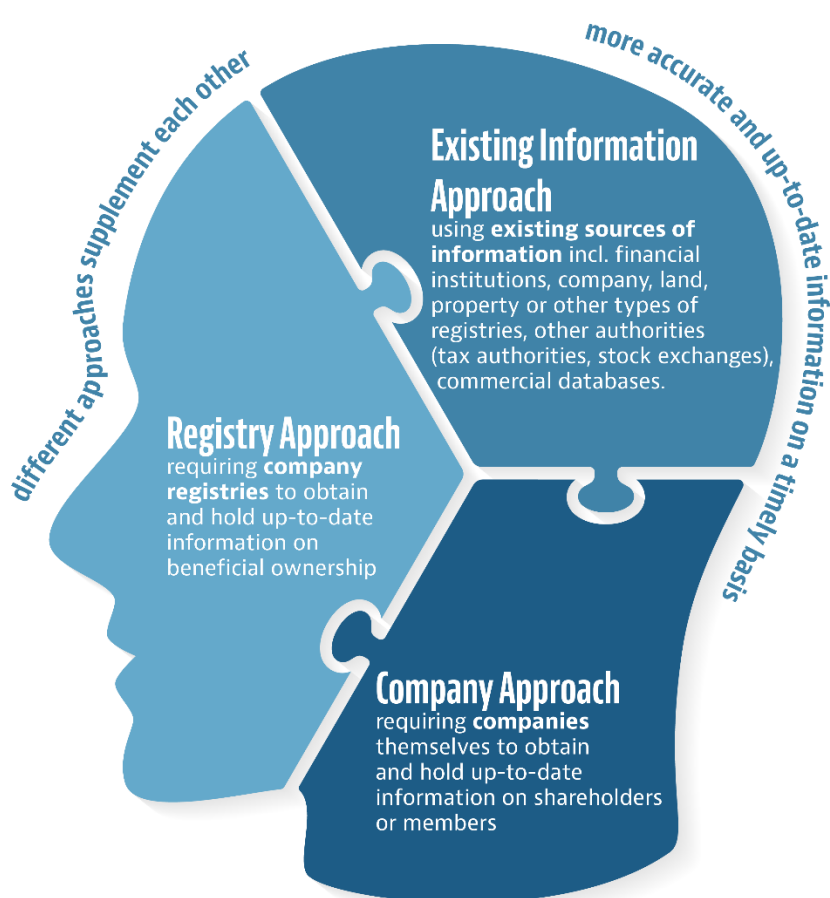 different approaches supplement each other
more accurate and up-to-date information on a timely basis
Existing Information
Approach
using existing sources of
information incl. financial
institutions, company, land,
property or other types of
registries, other authorities
(tax authorities, stock exchanges),
commercial databases.
Registry Approach
requiring company
registries to obtain
and hold up-to-date
information on
beneficial ownership
Company Approach
requiring companies
themselves to obtain
and hold up-to-date
information on shareholders
or members